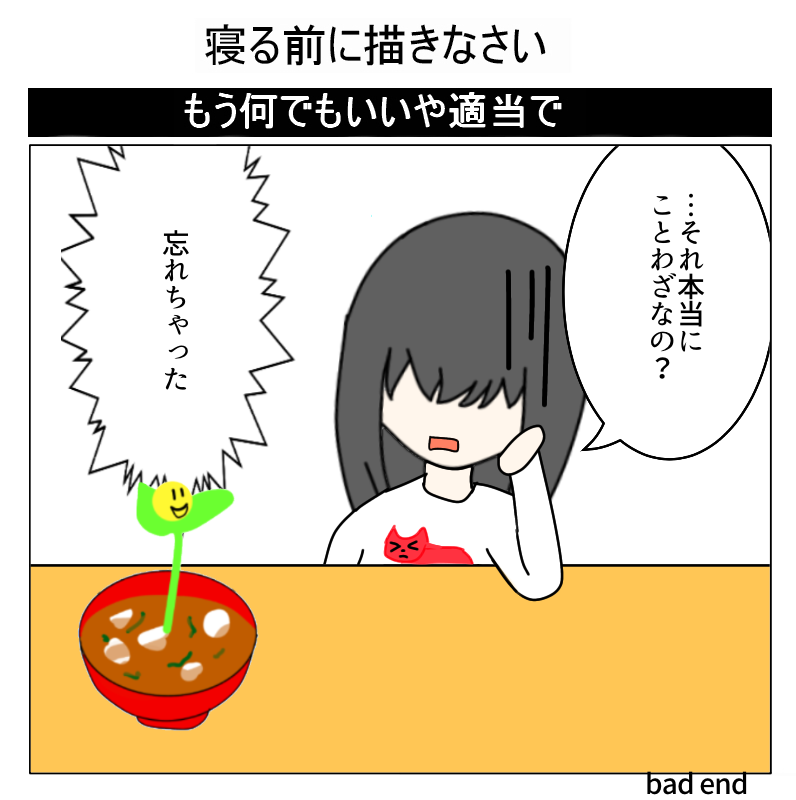 寝る前に描きなさい
もう何でもいいや適当で
…それ本当に
ことわざなの？
忘れちゃった
bad end